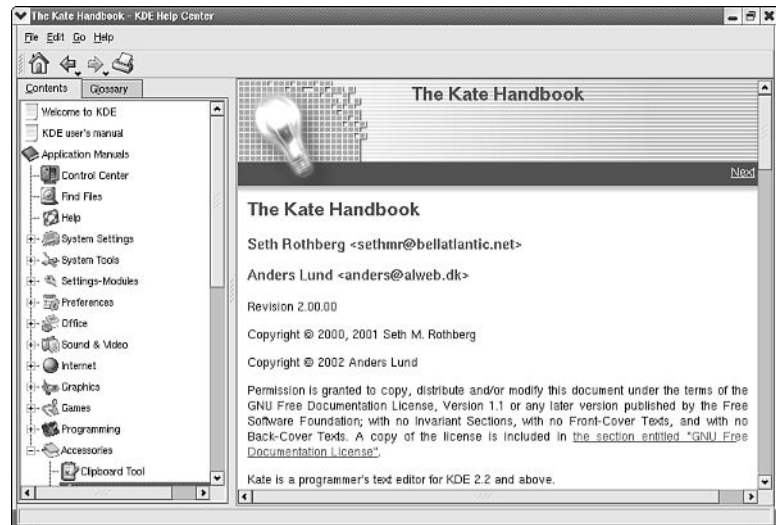 The Kate Handbook - KDE Help Center
File Edit Go Help
Contents Glossary
Welcome to KDE
KDE user's manual
Application Manuals
Control Center
Find Files
Help
System Settings
System Tools
Settings-Modules
Preferences
Office
Sound & Video
Internet
Graphics
Games
Programming
Accessories
Clipboard Tool
The Kate Handbook
Next
The Kate Handbook
Seth Rothberg <sethmr@bellatlantic.net>
Anders Lund <anders@alweb.dk>
Revision 2.00.00
Copyright © 2000, 2001 Seth M. Rothberg
Copyright © 2002 Anders Lund
Permission is granted to copy, distribute and/or modify this document under the terms of the
GNU Free Documentation License, Version 1.1 or any later version published by the Free
Software Foundation; with no Invariant Sections, with no Front-Cover Texts, and with no
Back-Cover Texts. A copy of the license is included in the section entitled "GNU Free
Documentation License".
Kate is a programmer's text editor for KDE 2.2 and above.